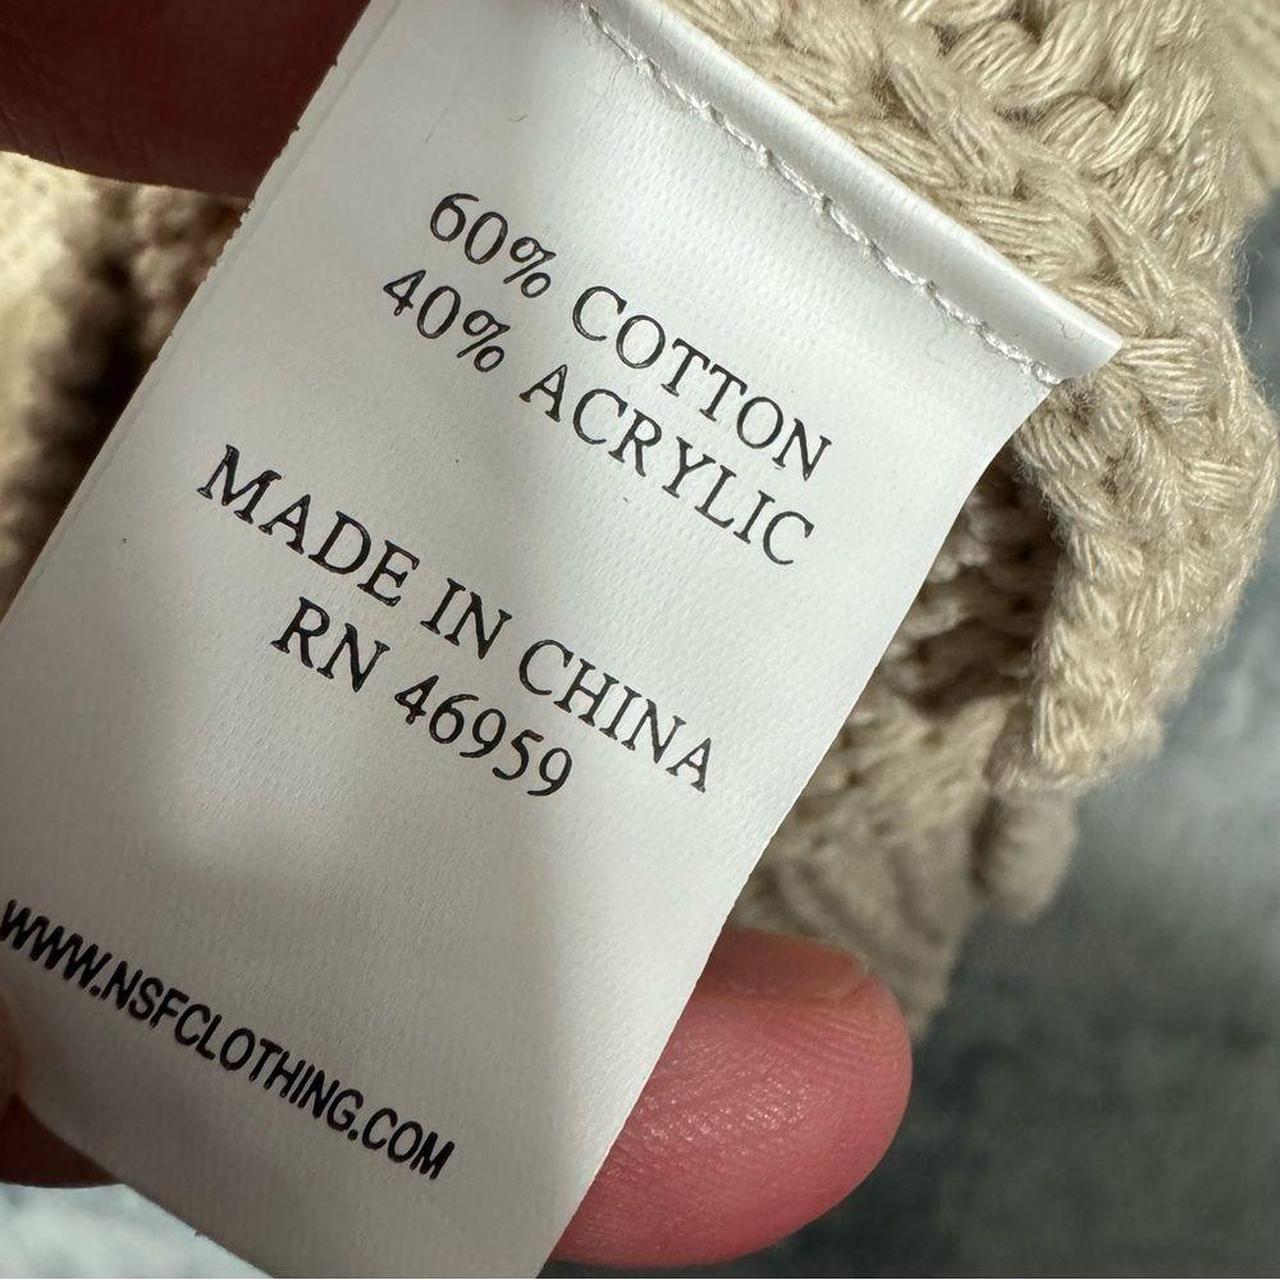 60% COTTON
40% ACRYLIC
MADE IN CHINA
RN 46959
WWW.NSFCLOTHING.COM